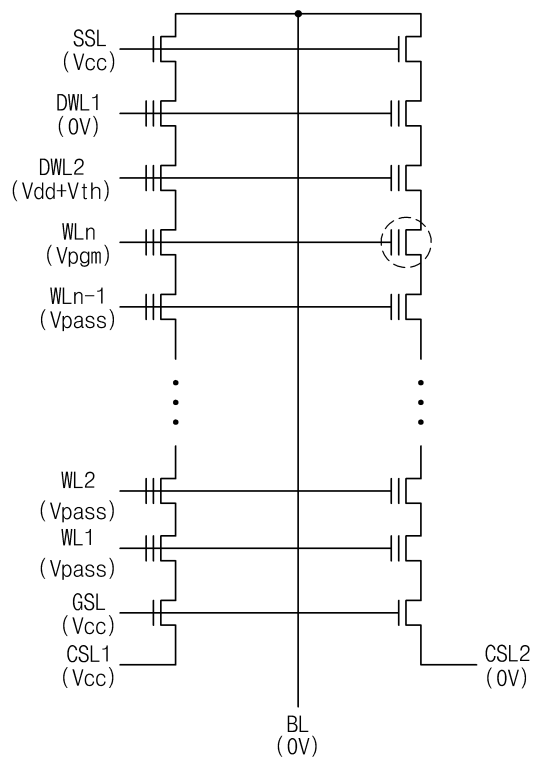 SSL
(Vcc)
DWL1
(0V)
DWL2
(Vdd+Vth)
WLn
(Vpgm)
WLn-1
(Vpass)
WL2
(Vpass)
WL1
(Vpass)
GSL
(Vcc)
CSL1
(Vcc)
CSL2
(0V)
BL
(0V)